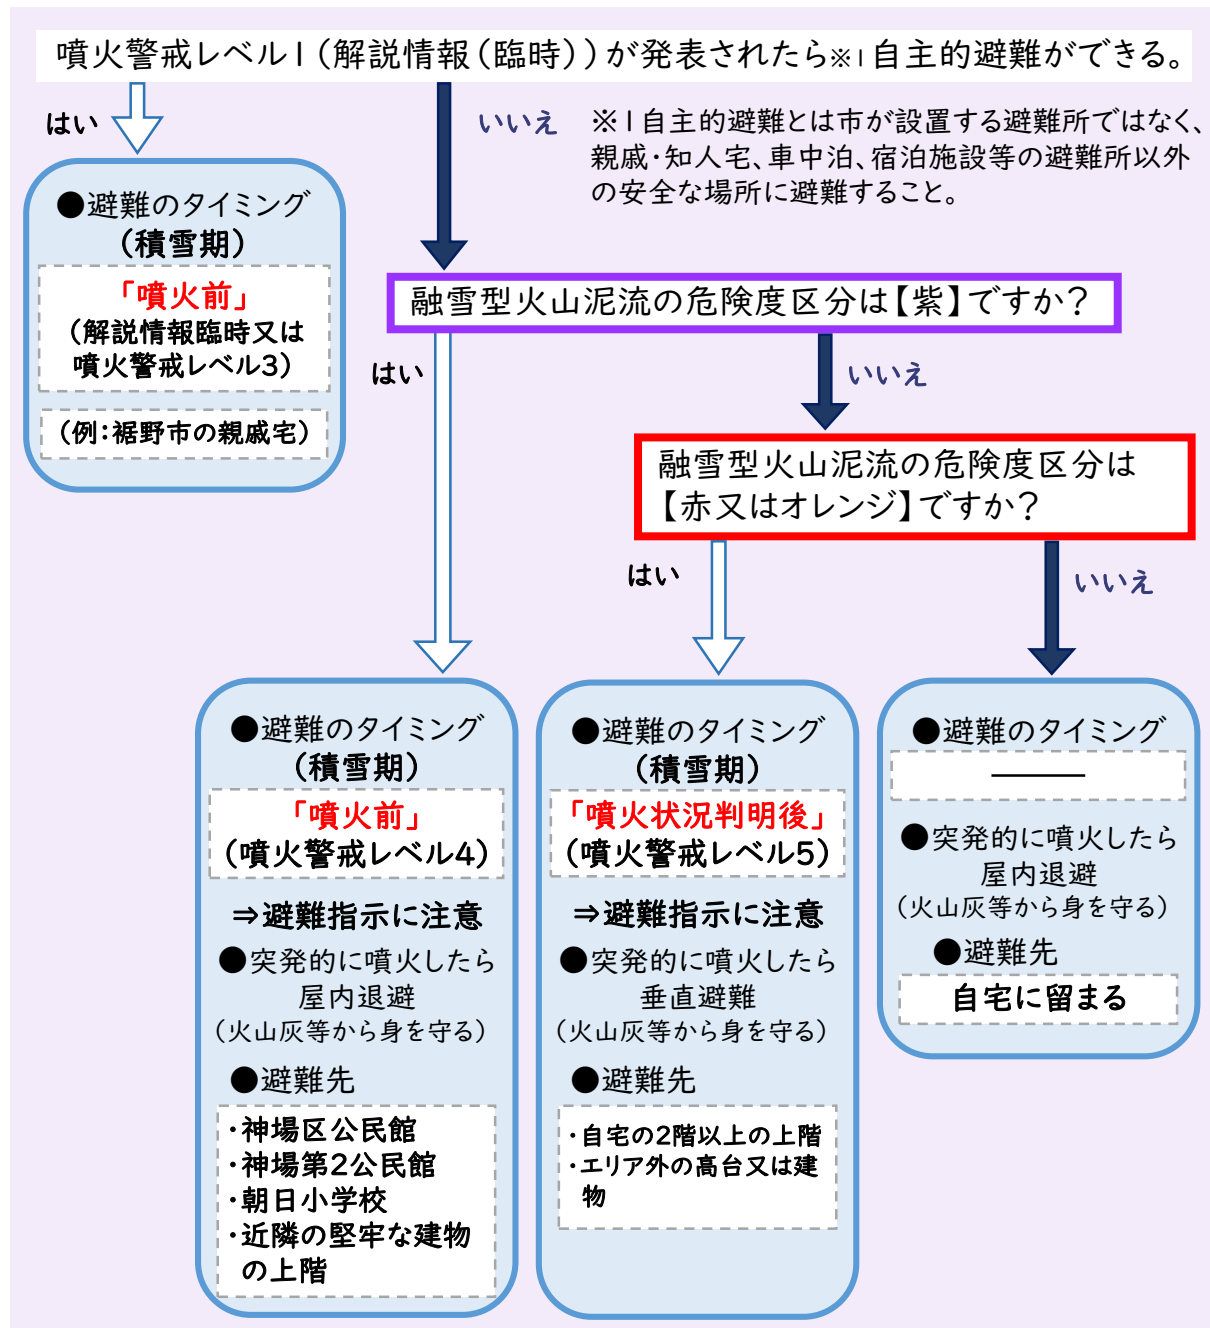 噴火警戒レベル1（解説情報（臨時））が発表されたら※1自主的避難ができる。
はい
いいえ
※1自主的避難とは市が設置する避難所ではなく、
親戚・知人宅、車中泊、宿泊施設等の避難所以外
の安全な場所に避難すること。
●避難のタイミング
（積雪期）
「噴火前」
（解説情報臨時又は
噴火警戒レベル3）
（例：裾野市の親戚宅）
融雪型火山泥流の危険度区分は【紫】ですか？
はい
いいえ
融雪型火山泥流の危険度区分は
【赤又はオレンジ】ですか？
はい
いいえ
●避難のタイミング
（積雪期）
「噴火前」
（噴火警戒レベル4）
⇒避難指示に注意
●突発的に噴火したら
屋内退避
（火山灰等から身を守る）
●避難先
・神場区公民館
・神場第2公民館
・朝日小学校
・近隣の堅牢な建物
の上階
●避難のタイミング
（積雪期）
「噴火状況判明後」
（噴火警戒レベル5）
⇒避難指示に注意
●突発的に噴火したら
垂直避難
（火山灰等から身を守る）
●避難先
・自宅の2階以上の上階
・エリア外の高台又は建
物
●避難のタイミング
―――
●突発的に噴火したら
屋内退避
（火山灰等から身を守る）
●避難先
自宅に留まる